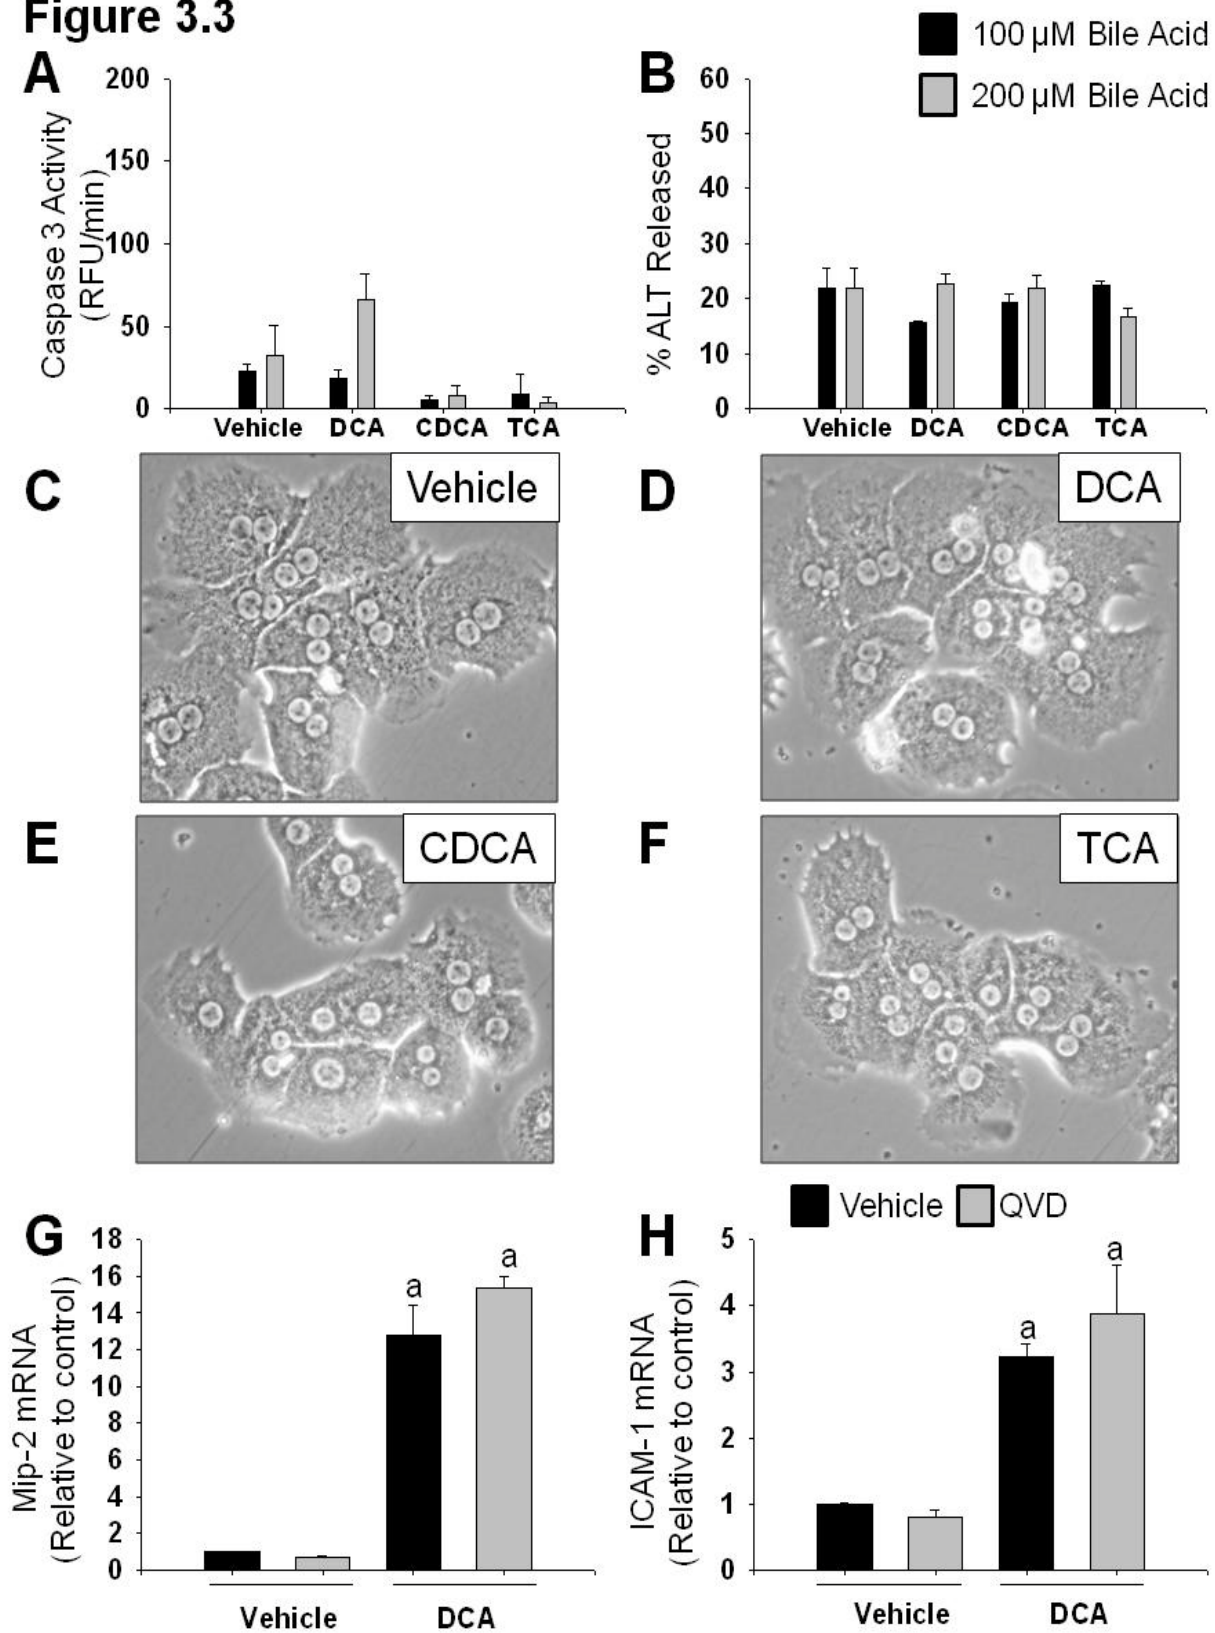 Figure 3.3
100 µM Bile Acid
200 µM Bile Acid
A
Caspase 3 Activity
(RFU/min)
200
150
100
50
0
Vehicle DCA CDCA TCA
B
% ALT Released
60
50
40
30
20
10
0
Vehicle DCA CDCA TCA
C
Vehicle
D
DCA
E
CDCA
F
TCA
Vehicle QVD
G
Mip-2 mRNA
(Relative to control)
18
16
14
12
10
8
6
4
2
0
a
a
Vehicle DCA
H
ICAM-1 mRNA
(Relative to control)
5
4
3
2
1
0
a
a
Vehicle DCA